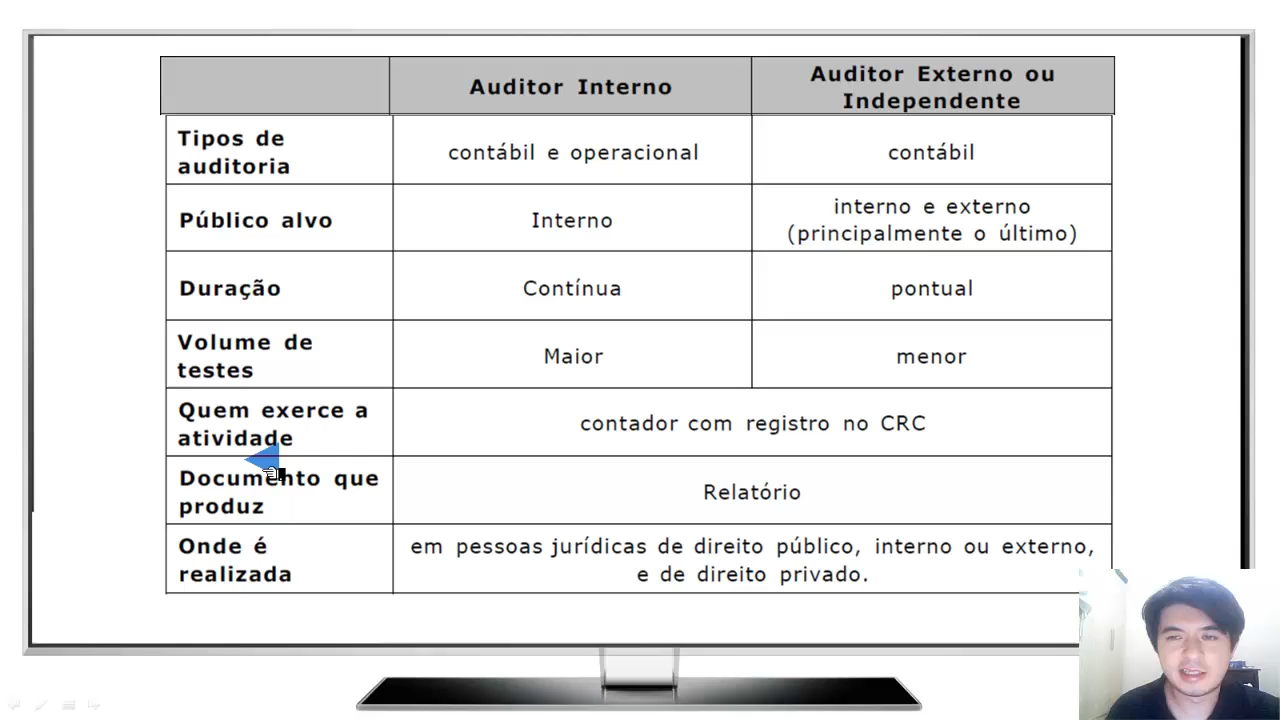 Auditor Interno
Auditor Externo ou
Independente
Tipos de
auditoria
contábil e operacional
contábil
Público alvo
Interno
interno e externo
(principalmente o último)
Duração
Contínua
pontual
Volume de
testes
Maior
menor
Quem exerce a
atividade
contador com registro no CRC
Documento que
produz
Relatório
Onde é
realizada
em pessoas jurídicas de direito público, interno ou externo,
e de direito privado.